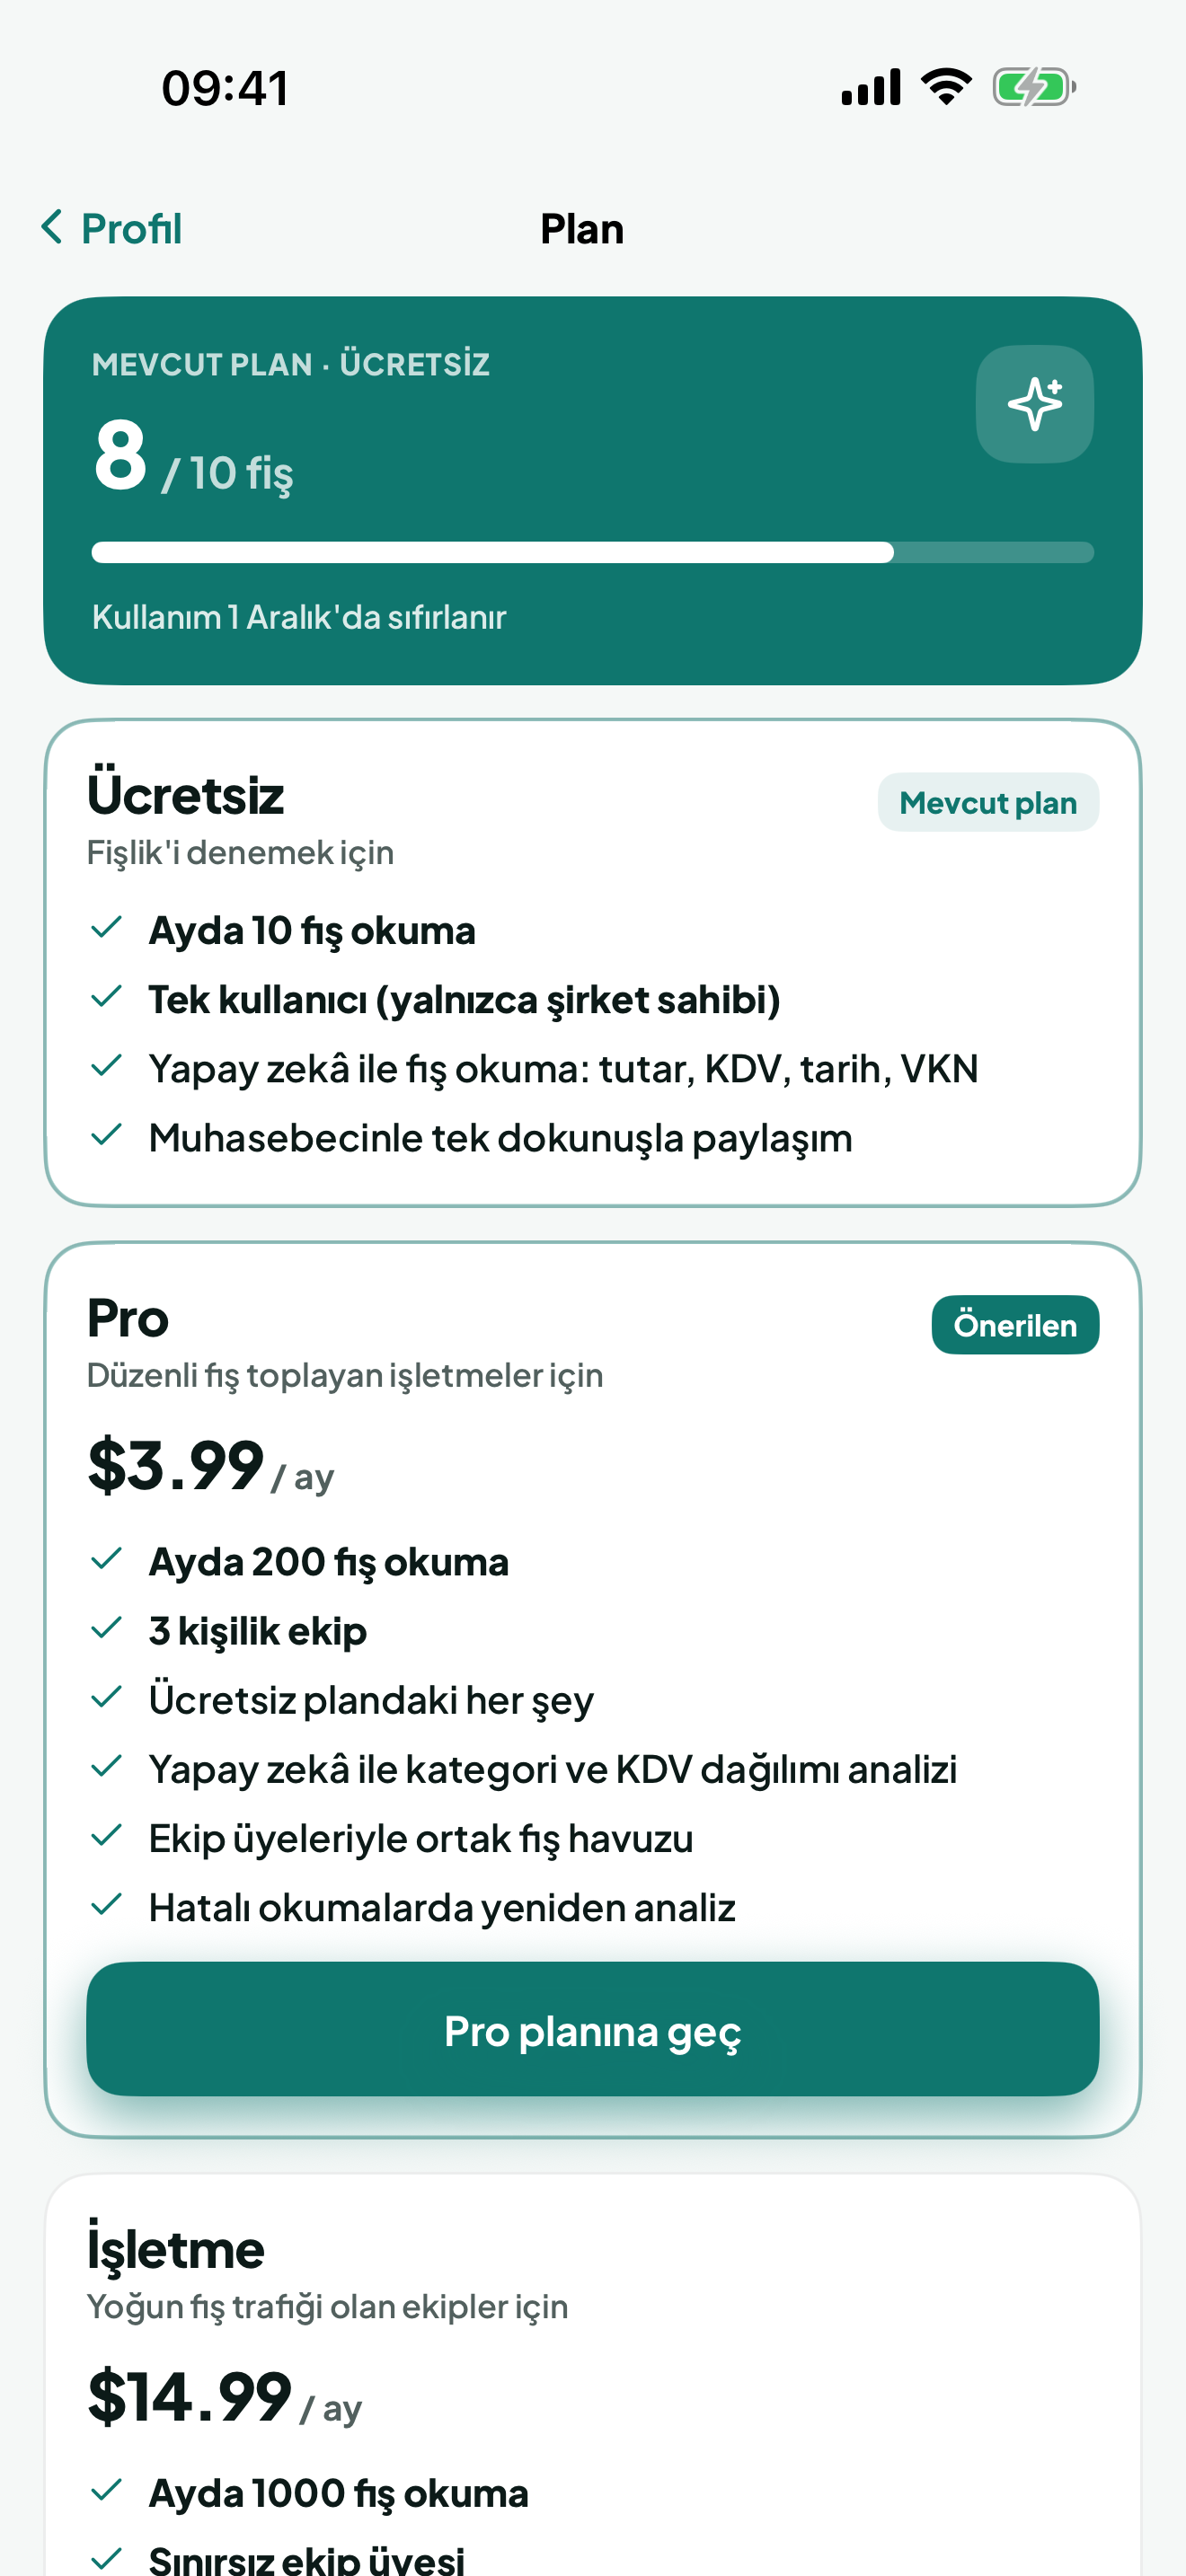 09:41
Profil
Plan
MEVCUT PLAN · ÜCRETSİZ
8 / 10 fiş
Kullanım 1 Aralık'da sıfırlanır
Ücretsiz
Mevcut plan
Fişlik'i denemek için
Ayda 10 fiş okuma
Tek kullanıcı (yalnızca şirket sahibi)
Yapay zekâ ile fiş okuma: tutar, KDV, tarih, VKN
Muhasebecinle tek dokunuşla paylaşım
Pro
Önerilen
Düzenli fiş toplayan işletmeler için
$3.99 / ay
Ayda 200 fiş okuma
3 kişilik ekip
Ücretsiz plandaki her şey
Yapay zekâ ile kategori ve KDV dağılımı analizi
Ekip üyeleriyle ortak fiş havuzu
Hatalı okumalarda yeniden analiz
Pro planına geç
İşletme
Yoğun fiş trafiği olan ekipler için
$14.99 / ay
Ayda 1000 fiş okuma
Sınırsız ekip üyesi